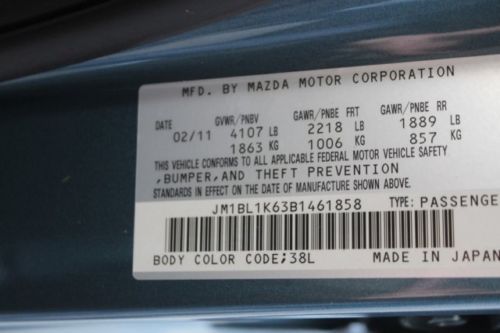 MFD. BY MAZDA MOTOR CORPORATION
DATE GVWR/PNBV GAWR/PNBE FRT GAWR/PNBE RR
02/11 4107 LB 2218 LB 1889 LB
1863 KG 1006 KG 857 KG
THIS VEHICLE CONFORMS TO ALL APPLICABLE FEDERAL MOTOR VEHICLE SAFETY
,BUMPER,AND THEFT PREVENTION
STANDARDS IN EFFECT ON THE DATE OF MANUFACTURE SHOWN ABOVE.
JM1BL1K63B1461858 TYPE: PASSENGE
BODY COLOR CODE;38L MADE IN JAPAN